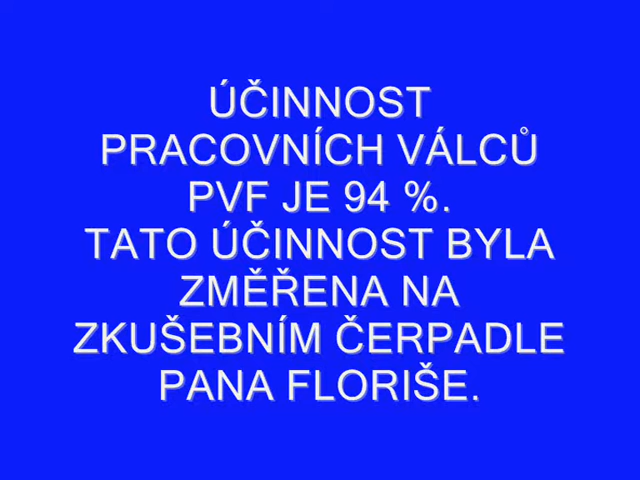 ÚČINNOST
PRACOVNÍCH VÁLCŮ
PVF JE 94 %.
TATO ÚČINNOST BYLA
ZMĚŘENA NA
ZKUŠEBNÍM ČERPADLE
PANA FLORIŠE.